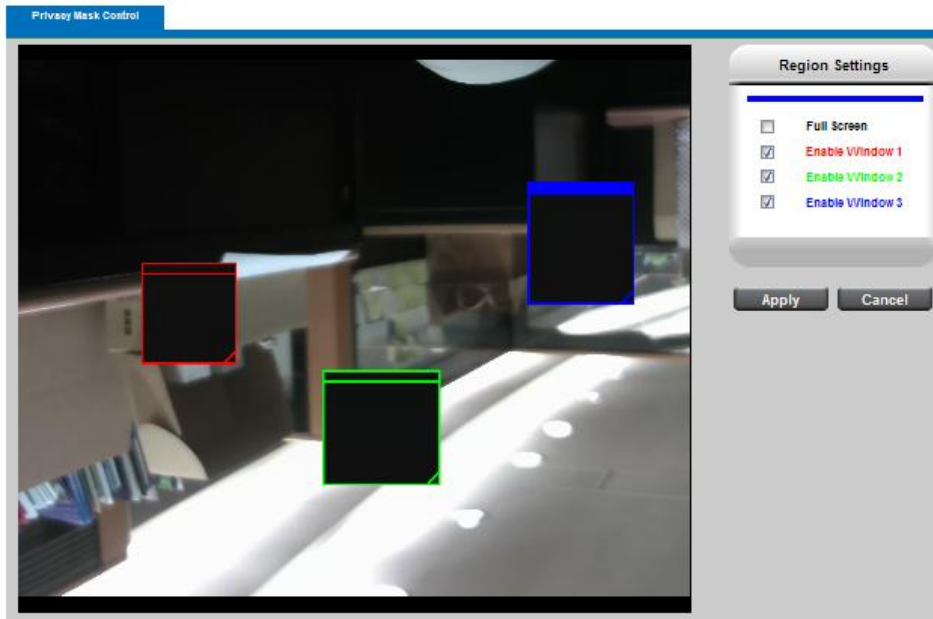 Privacy Mask Control
Region Settings
Full Screen
Enable Window 1
Enable Window 2
Enable Window 3
Apply
Cancel